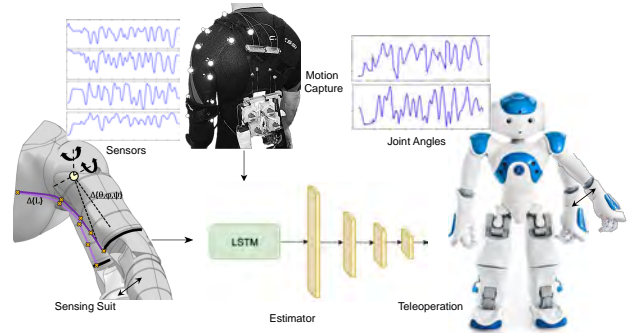 Motion
Capture
Sensors
Joint Angles
Δ{L}
Δ{θ,φ,ψ}
LSTM
Sensing Suit
Estimator
Teleoperation